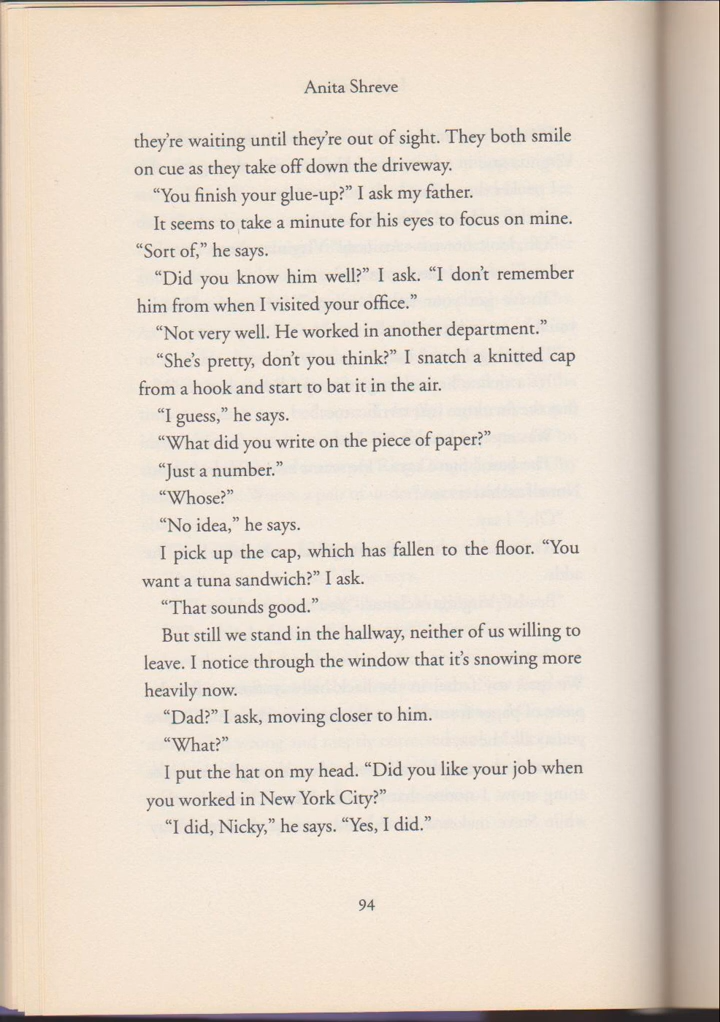 Anita Shreve
they're waiting until they're out of sight. They both smile
on cue as they take off down the driveway.
“You finish your glue-up?” I ask my father.
It seems to take a minute for his eyes to focus on mine.
“Sort of,” he says.
“Did you know him well?” I ask. “I don't remember
him from when I visited your office.”
“Not very well. He worked in another department.”
“She's pretty, don't you think?” I snatch a knitted cap
from a hook and start to bat it in the air.
“I guess,” he says.
“What did you write on the piece of paper?”
“Just a number.”
“Whose?”
“No idea,” he says.
I pick up the cap, which has fallen to the floor. “You
want a tuna sandwich?” I ask.
“That sounds good.”
But still we stand in the hallway, neither of us willing to
leave. I notice through the window that it's snowing more
heavily now.
“Dad?” I ask, moving closer to him.
“What?”
I put the hat on my head. “Did you like your job when
you worked in New York City?”
“I did, Nicky,” he says. “Yes, I did.”
94